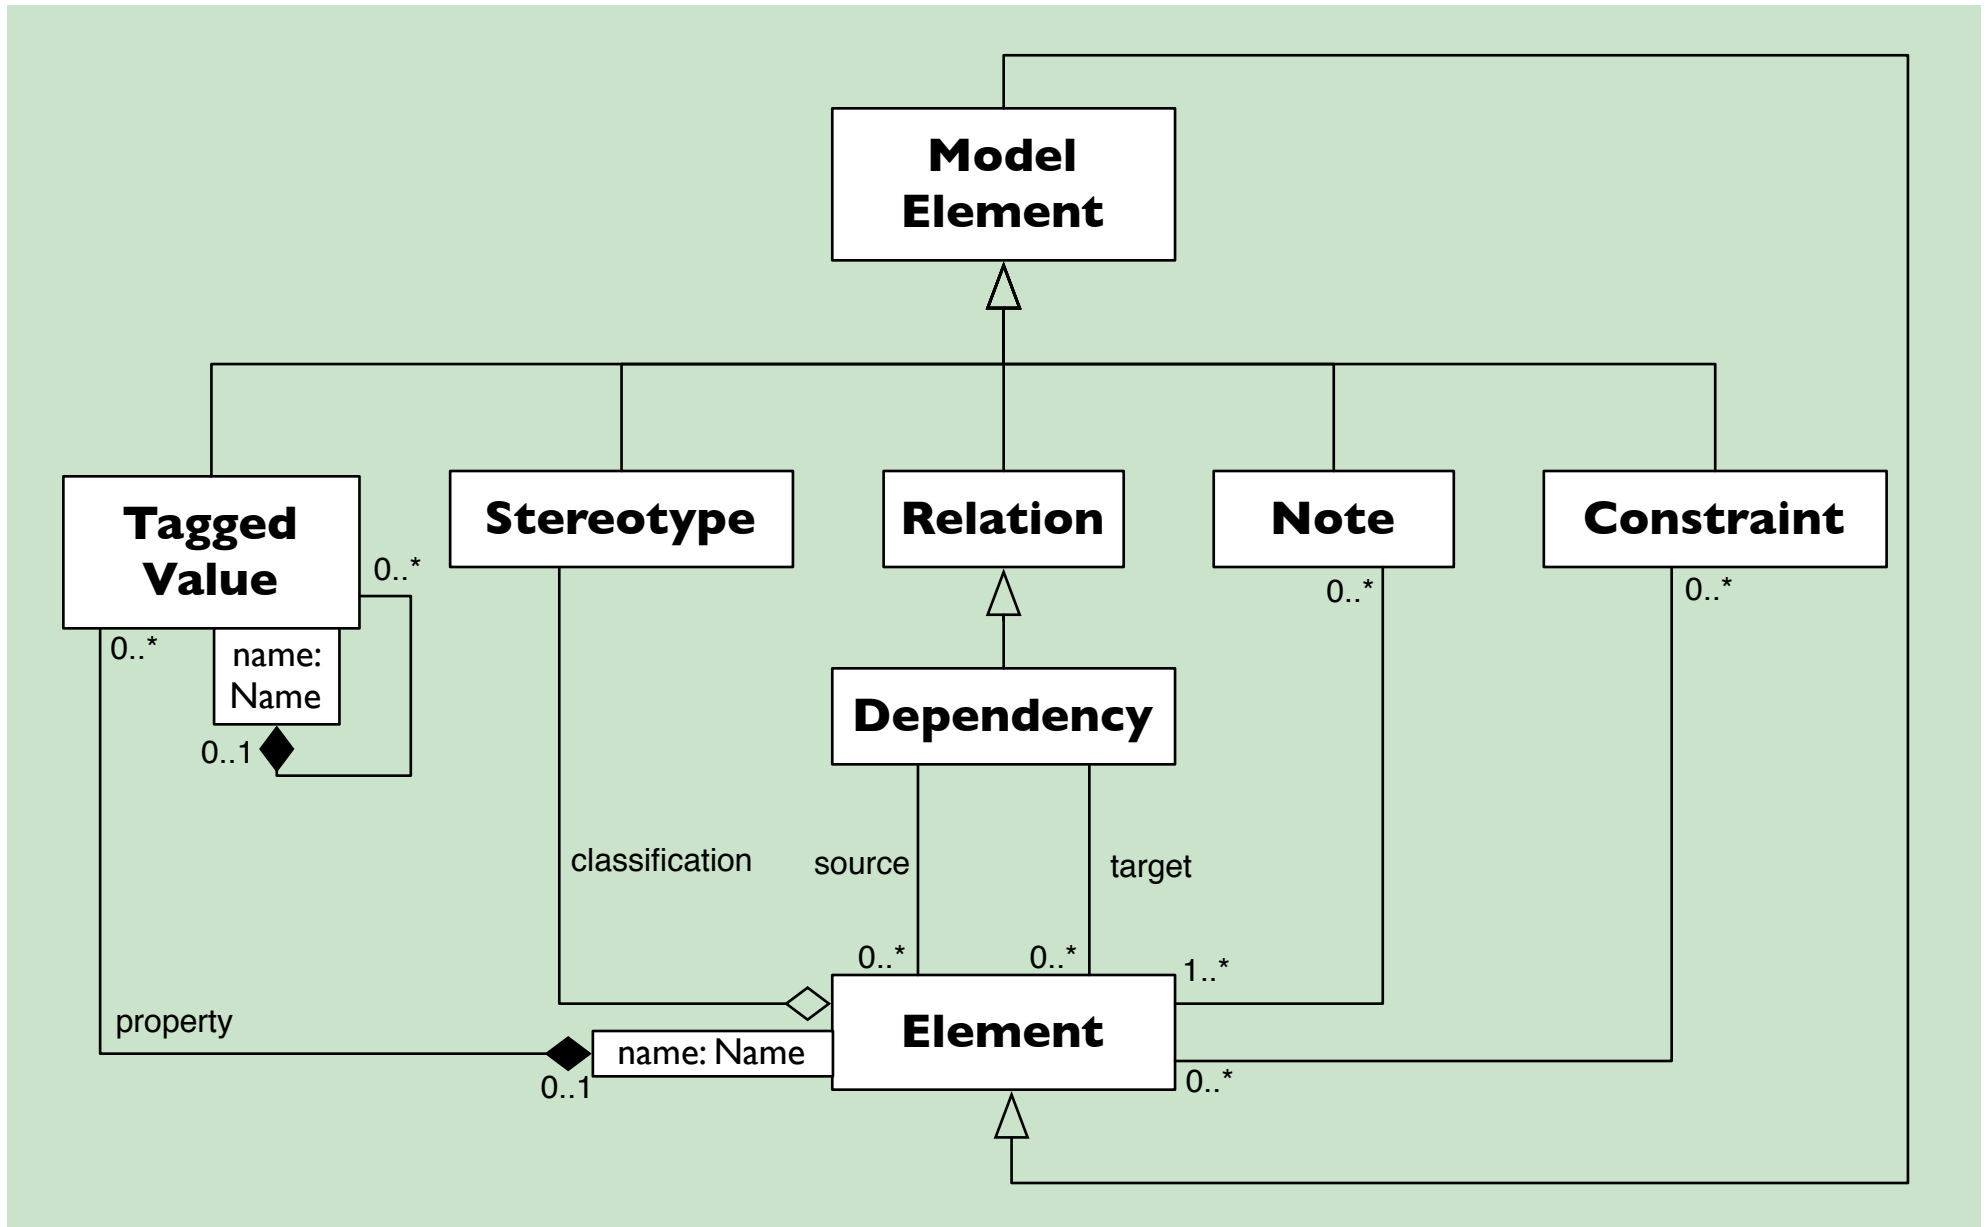 Model
Element
Tagged
Value
Stereotype
Relation
Note
Constraint
0..*
0..*
0..*
0..*
name:
Name
0..1
Dependency
classification
source
target
0..*
0..*
1..*
property
Element
name: Name
0..1
0..*